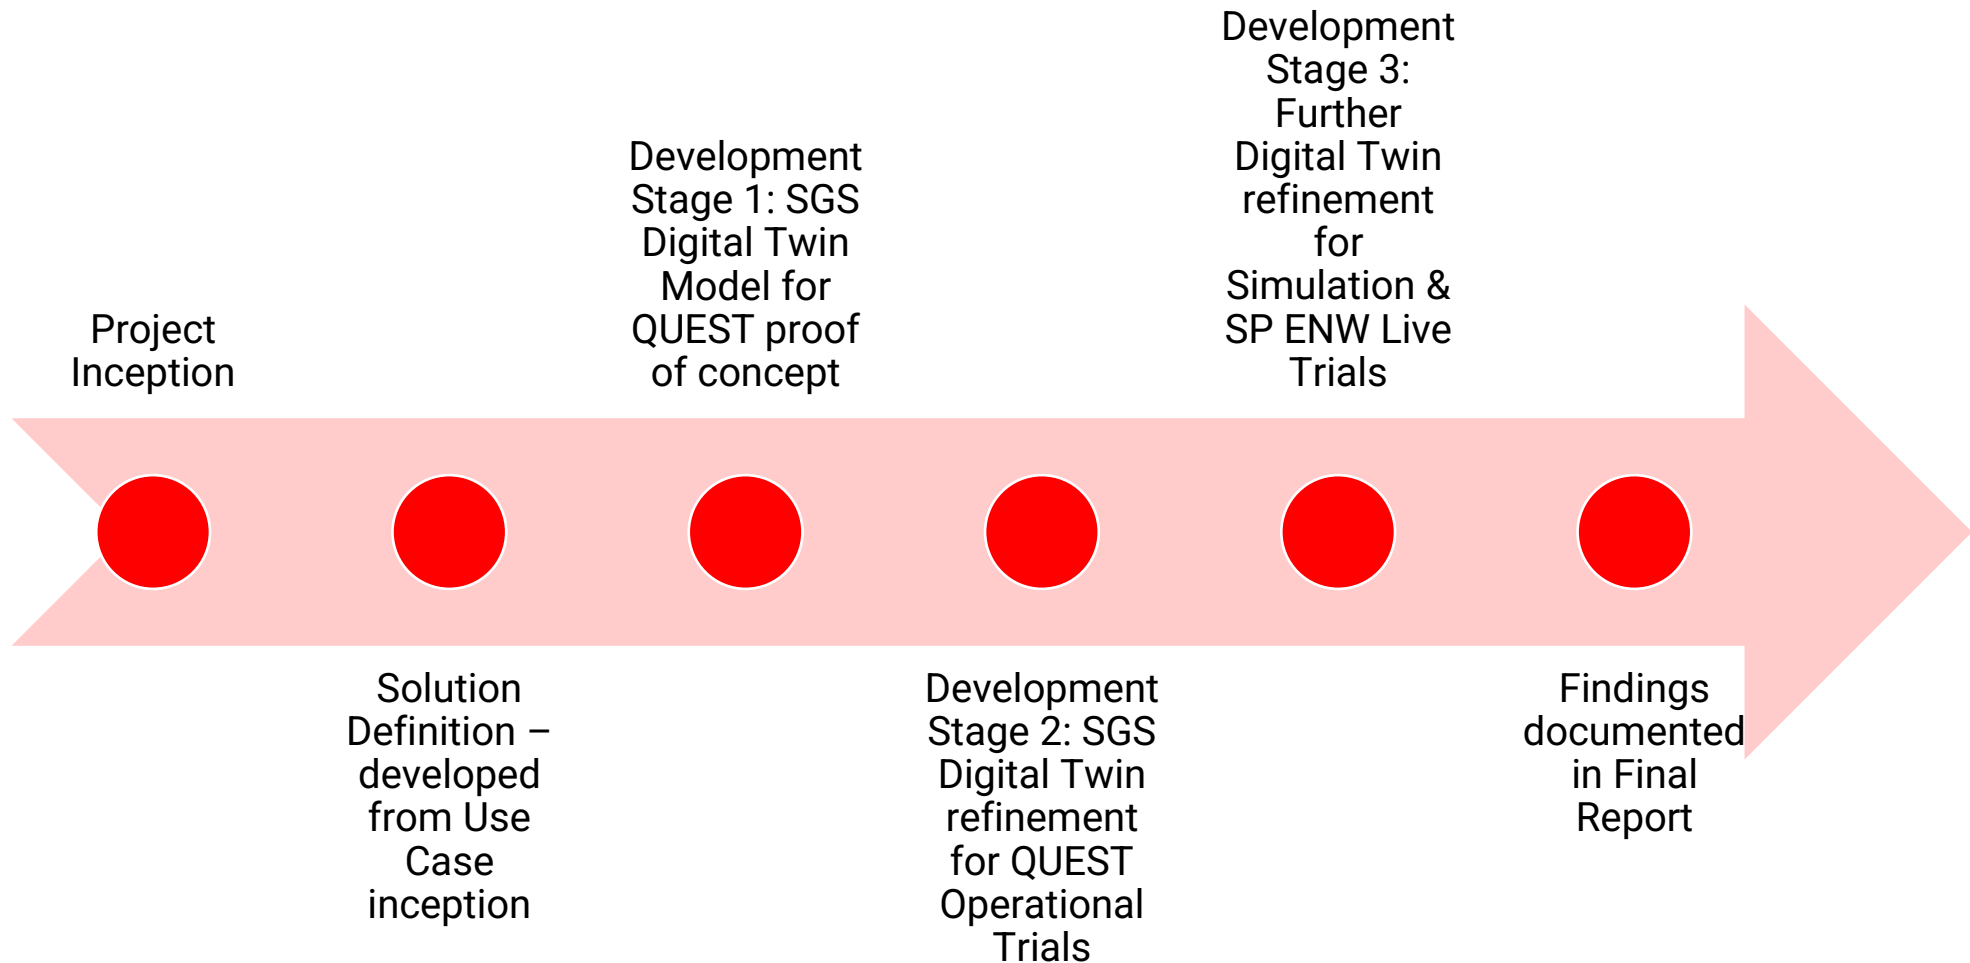 Project
Inception
Solution
Definition –
developed
from Use
Case
inception
Development
Stage 1: SGS
Digital Twin
Model for
QUEST proof
of concept
Development
Stage 2: SGS
Digital Twin
refinement
for QUEST
Operational
Trials
Development
Stage 3:
Further
Digital Twin
refinement
for
Simulation &
SP ENW Live
Trials
Findings
documented
in Final
Report